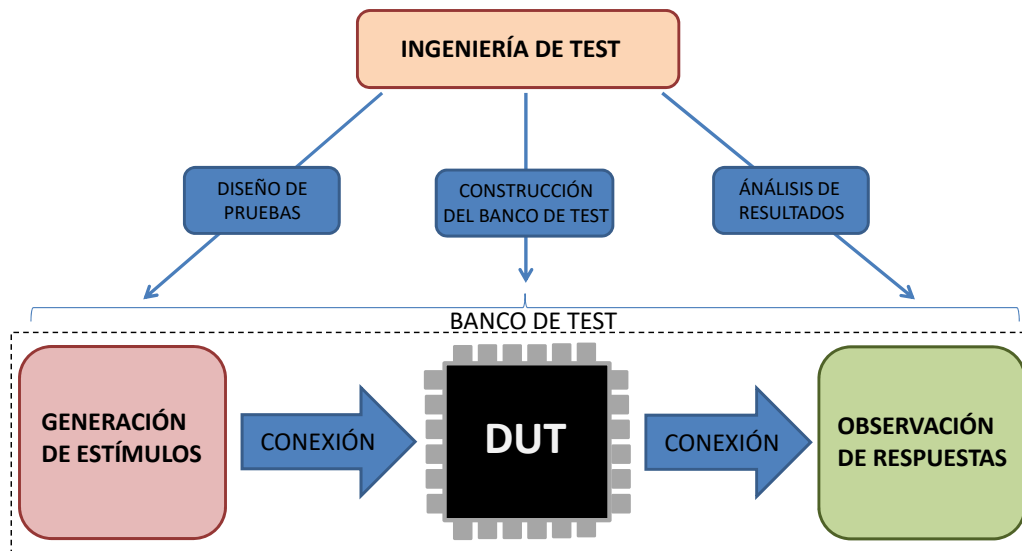 INGENIERÍA DE TEST
DISEÑO DE
PRUEBAS
CONSTRUCCIÓN
DEL BANCO DE TEST
ÁNÁLISIS DE
RESULTADOS
BANCO DE TEST
GENERACIÓN
DE ESTÍMULOS
CONEXIÓN
DUT
CONEXIÓN
OBSERVACIÓN
DE RESPUESTAS